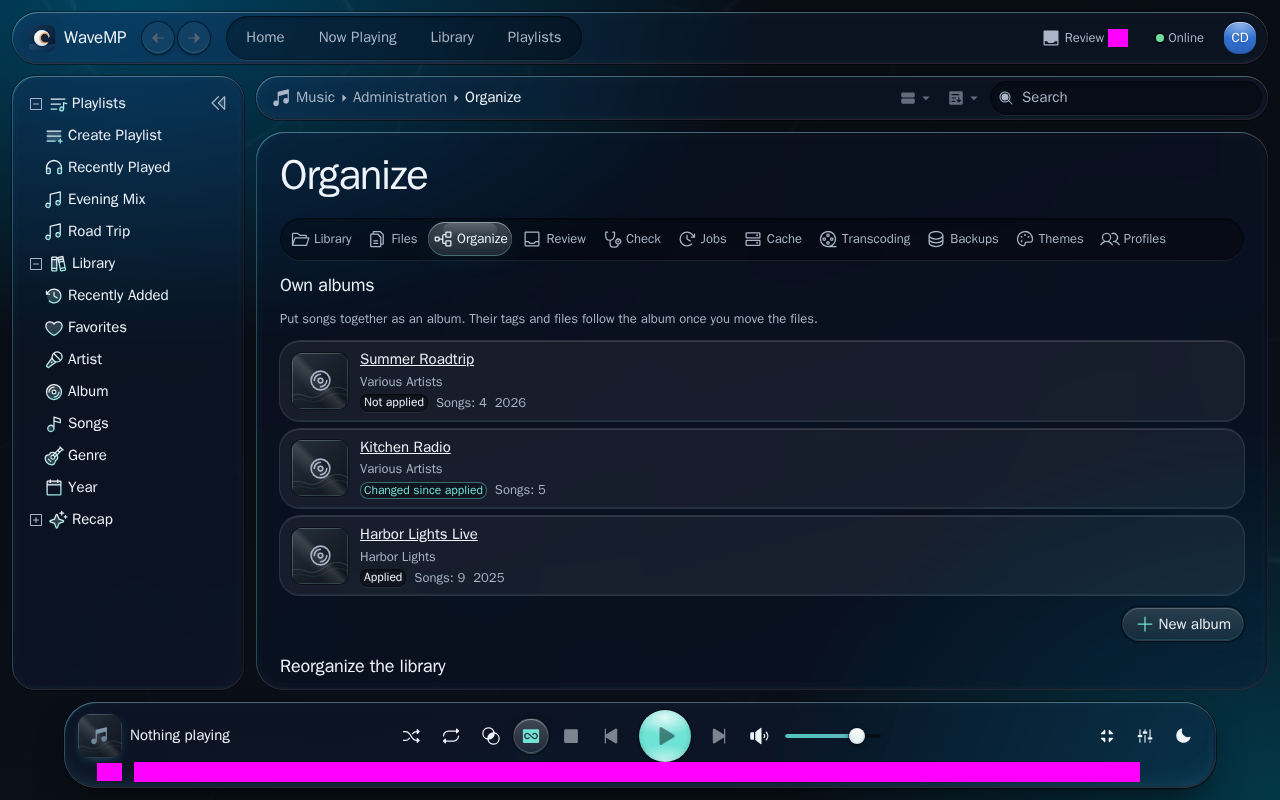 WaveMP
Home
Now Playing
Library
Playlists
Review
Online
CD
Playlists
Create Playlist
Recently Played
Evening Mix
Road Trip
Library
Recently Added
Favorites
Artist
Album
Songs
Genre
Year
Recap
Music Administration Organize
Search
Organize
Library Files Organize Review Check Jobs Cache Transcoding Backups Themes Profiles
Own albums
Put songs together as an album. Their tags and files follow the album once you move the files.
Summer Roadtrip
Various Artists
Not applied Songs: 4 2026
Kitchen Radio
Various Artists
Changed since applied Songs: 5
Harbor Lights Live
Harbor Lights
Applied Songs: 9 2025
New album
Reorganize the library
Nothing playing